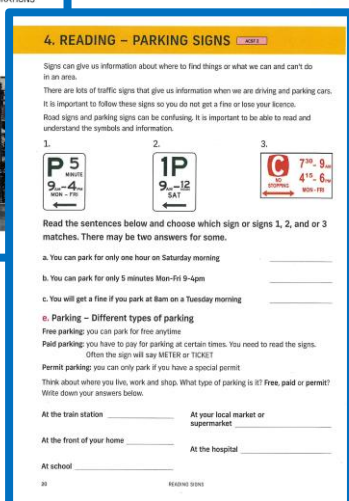 4. READING – PARKING SIGNS
Signs can give us information about where to find things or what we can and can't do
in an area.
There are lots of traffic signs that give us information when we are driving and parking cars.
It is important to follow these signs so you do not get a fine or lose your licence.
Road signs and parking signs can be confusing. It is important to be able to read and
understand the symbols and information.
1. 2. 3.
P 5
MINUTE
9AM-4PM
MON - FRI
1P
9AM-12
SAT
C
NO
STOPPING
730- 9AM
415- 6PM
MON-FRI
Read the sentences below and choose which sign or signs 1, 2, and or 3
matches. There may be two answers for some.
a. You can park for only one hour on Saturday morning
b. You can park for only 5 minutes Mon-Fri 9-4pm
c. You will get a fine if you park at 8am on a Tuesday morning
e. Parking – Different types of parking
Free parking: you can park for free anytime
Paid parking: you have to pay for parking at certain times. You need to read the signs.
Often the sign will say METER or TICKET
Permit parking: you can only park if you have a special permit
Think about where you live, work and shop. What type of parking is it? Free, paid or permit?
Write down your answers below.
At the train station
At your local market or
supermarket
At the front of your home
At the hospital
At school
20
READING SIGNS